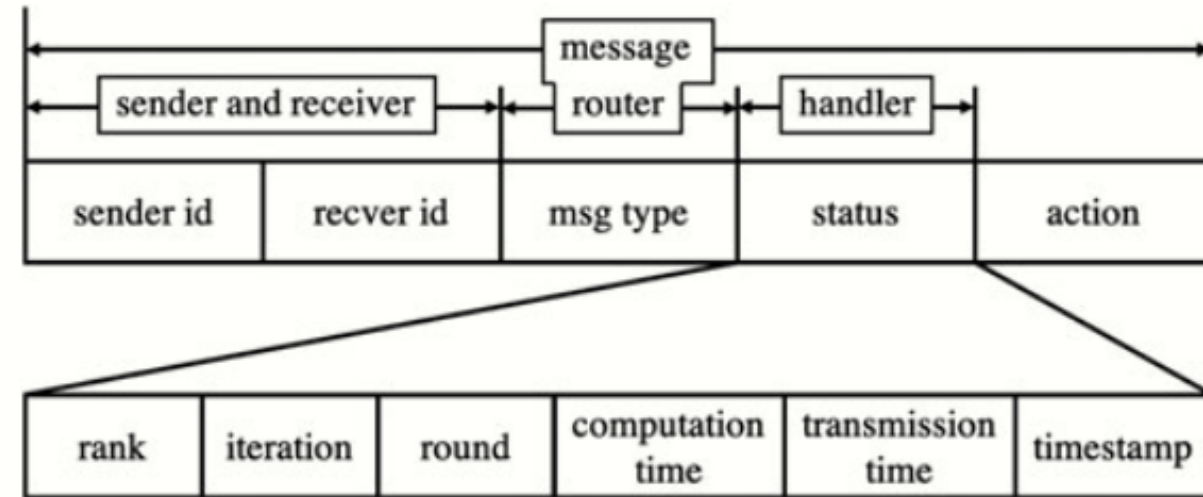 message
sender and receiver router handler
sender id recver id msg type status action
rank iteration round computation time transmission time timestamp